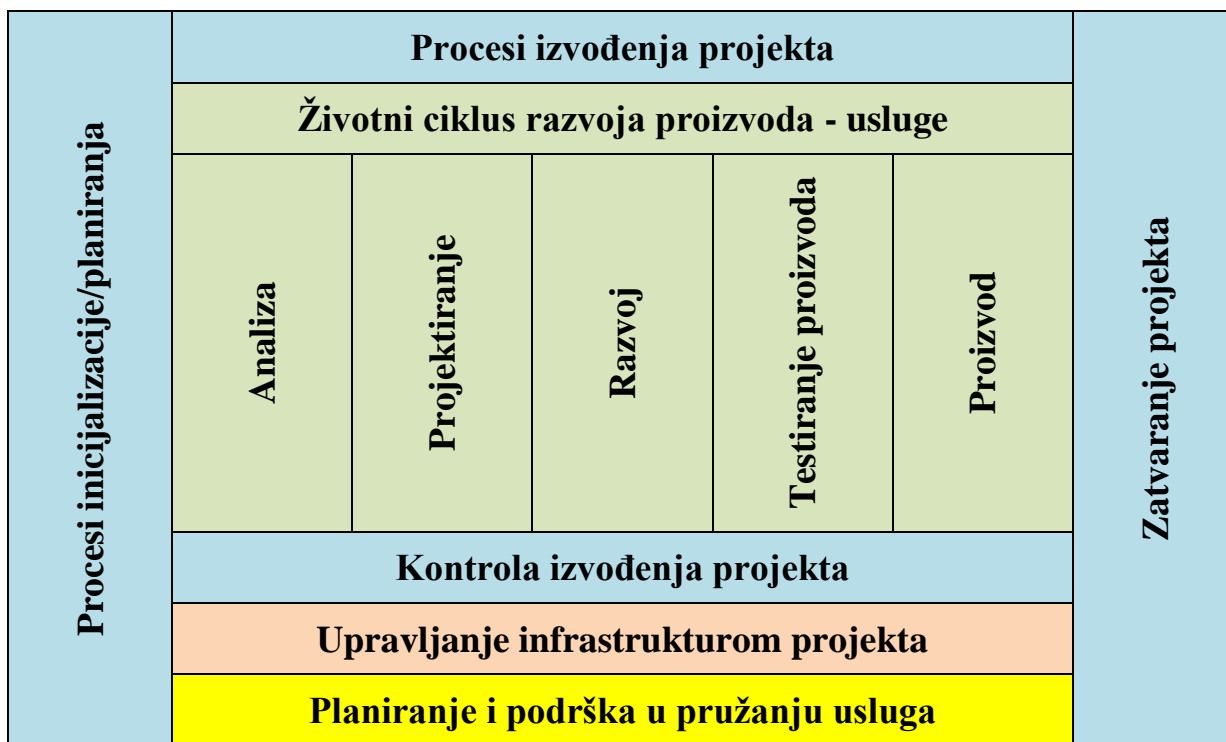 Procesi inicijalizacije/planiranja
Procesi izvođenja projekta
Životni ciklus razvoja proizvoda - usluge
Analiza
Projektiranje
Razvoj
Testiranje proizvoda
Proizvod
Kontrola izvođenja projekta
Upravljanje infrastrukturom projekta
Planiranje i podrška u pružanju usluga
Zatvaranje projekta